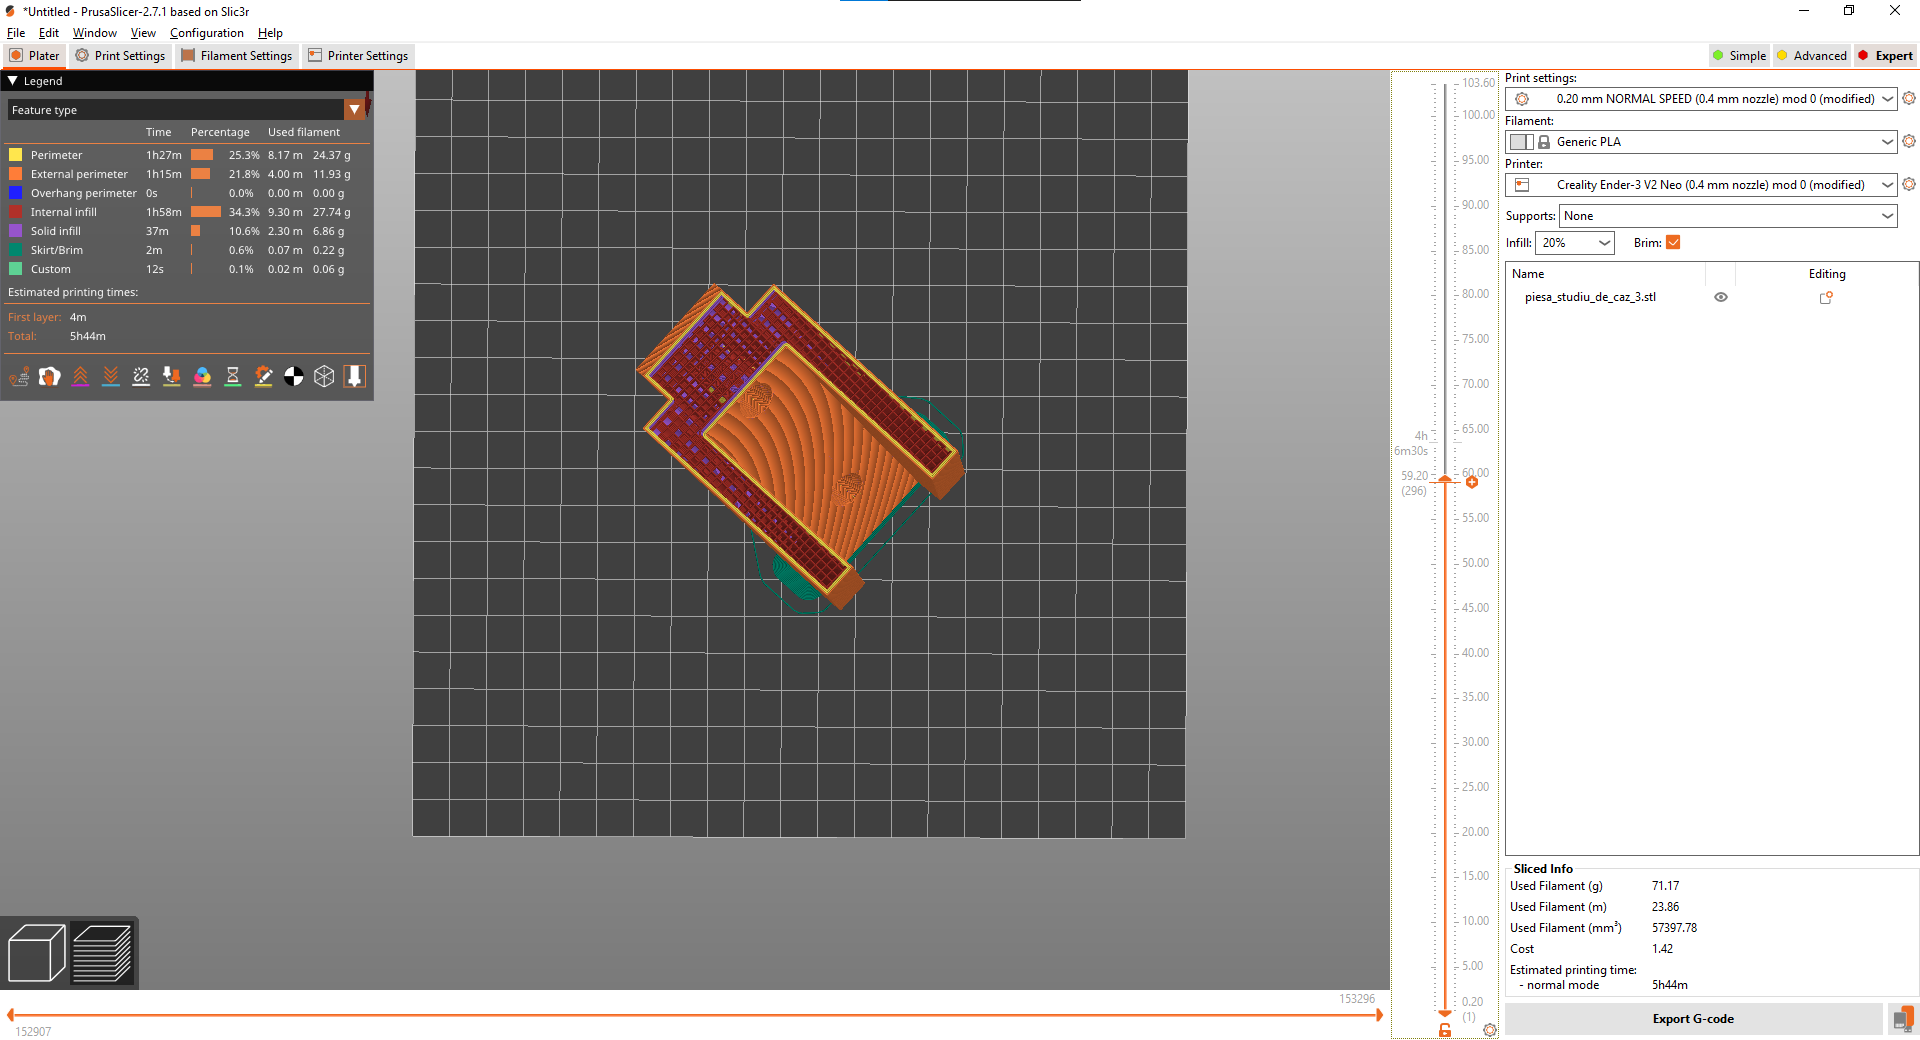 *Untitled - PrusaSlicer-2.7.1 based on Slic3r
File Edit Window View Configuration Help
Plater Print Settings Filament Settings Printer Settings Simple Advanced Expert
Legend
Feature type
Time Percentage Used filament
Perimeter 1h27m 25.3% 8.17 m 24.37 g
External perimeter 1h15m 21.8% 4.00 m 11.93 g
Overhang perimeter 0s 0.0% 0.00 m 0.00 g
Internal infill 1h58m 34.3% 9.30 m 27.74 g
Solid infill 37m 10.6% 2.30 m 6.86 g
Skirt/Brim 2m 0.6% 0.07 m 0.22 g
Custom 12s 0.1% 0.02 m 0.06 g
Estimated printing times:
First layer: 4m
Total: 5h44m
152907
153296
103.60
100.00
95.00
90.00
85.00
80.00
75.00
70.00
65.00
4h
6m30s
60.00
59.20
(296)
55.00
50.00
45.00
40.00
35.00
30.00
25.00
20.00
15.00
10.00
5.00
0.20
(1)
Print settings:
0.20 mm NORMAL SPEED (0.4 mm nozzle) mod 0 (modified)
Filament:
Generic PLA
Printer:
Creality Ender-3 V2 Neo (0.4 mm nozzle) mod 0 (modified)
Supports: None
Infill: 20% Brim:
Name Editing
piesa_studiu_de_caz_3.stl
Sliced Info
Used Filament (g) 71.17
Used Filament (m) 23.86
Used Filament (mm³) 57397.78
Cost 1.42
Estimated printing time:
- normal mode 5h44m
Export G-code